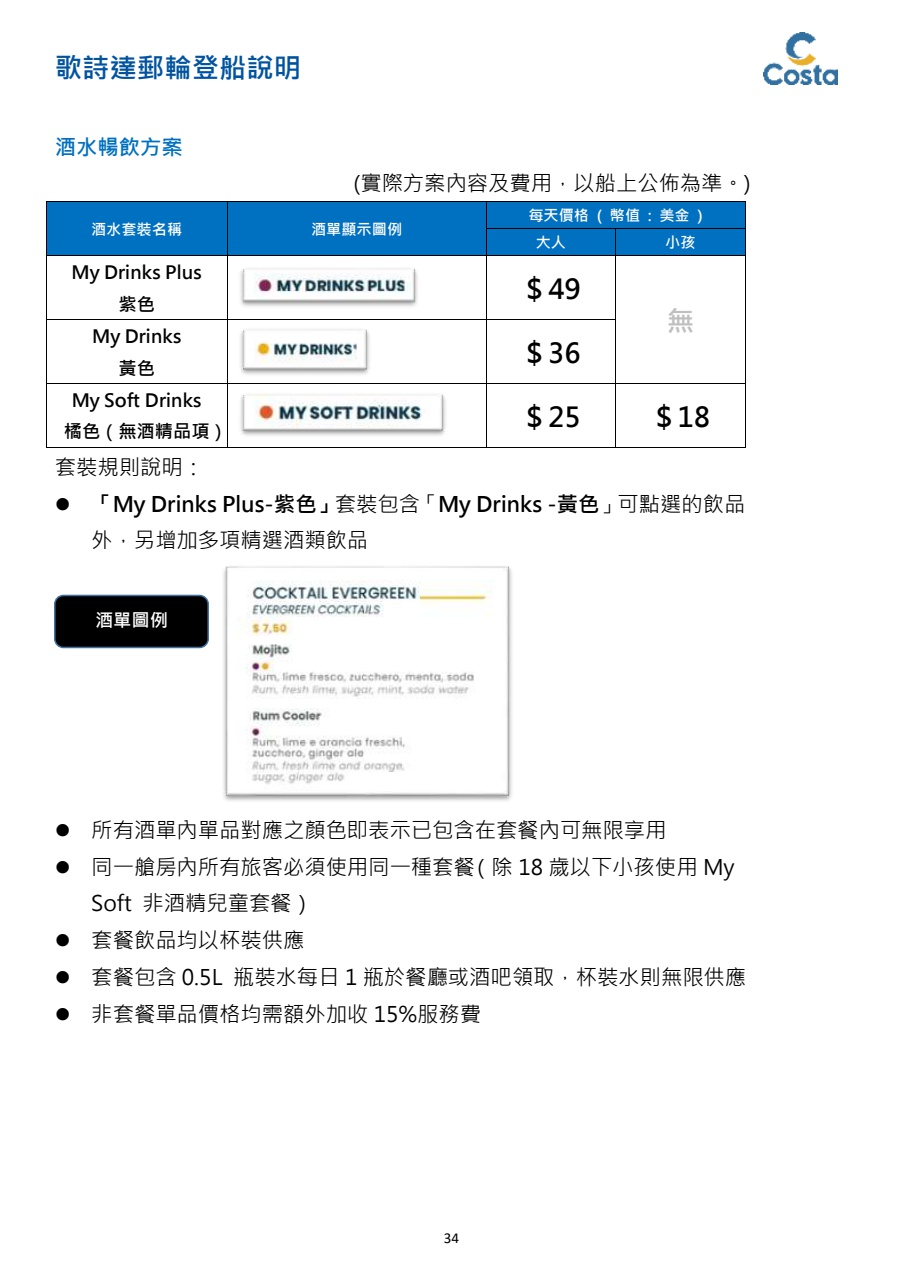 歌詩達郵輪登船說明
Costa
酒水暢飲方案
(實際方案內容及費用，以船上公佈為準。)
酒水套裝名稱
酒單顯示圖例
每天價格（幣值：美金）
大人
小孩
My Drinks Plus
紫色
MY DRINKS PLUS
$ 49
無
My Drinks
黃色
MY DRINKS'
$ 36
My Soft Drinks
橘色（無酒精品項）
MY SOFT DRINKS
$ 25
$ 18
套裝規則說明：
● 「My Drinks Plus-紫色」套裝包含「My Drinks -黃色」可點選的飲品
外，另增加多項精選酒類飲品
酒單圖例
COCKTAIL EVERGREEN
EVERGREEN COCKTAILS
$ 7,50
Mojito
Rum, lime fresco, zucchero, menta, soda
Rum, fresh lime, sugar, mint, soda water
Rum Cooler
Rum, lime e arancia freschi,
zucchero, ginger ale
Rum, fresh lime and orange,
sugar, ginger ale
● 所有酒單內單品對應之顏色即表示已包含在套餐內可無限享用
● 同一艙房內所有旅客必須使用同一種套餐（除 18 歲以下小孩使用 My
Soft 非酒精兒童套餐）
● 套餐飲品均以杯裝供應
● 套餐包含 0.5L 瓶裝水每日 1 瓶於餐廳或酒吧領取，杯裝水則無限供應
● 非套餐單品價格均需額外加收 15%服務費
34